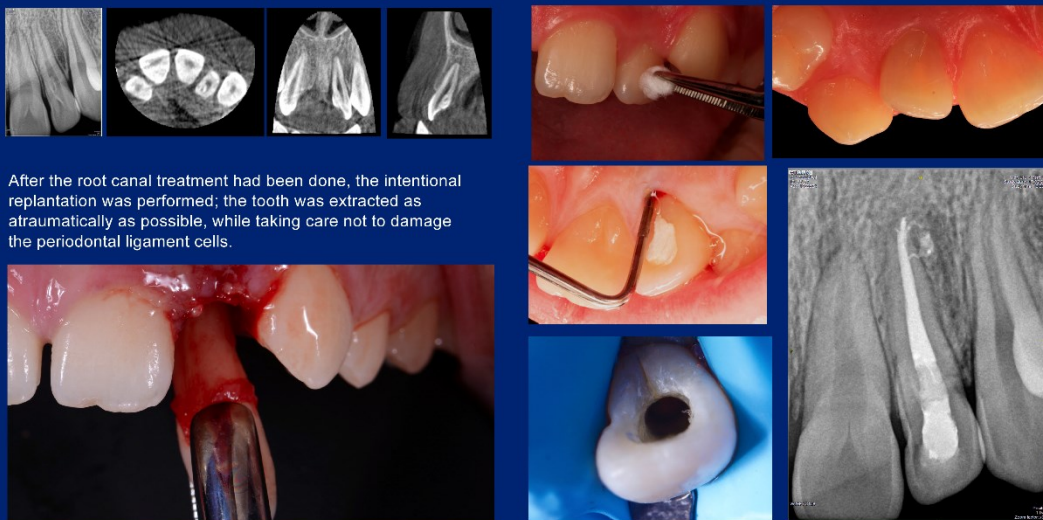 After the root canal treatment had been done, the intentional
replantation was performed; the tooth was extracted as
atraumatically as possible, while taking care not to damage
the periodontal ligament cells.